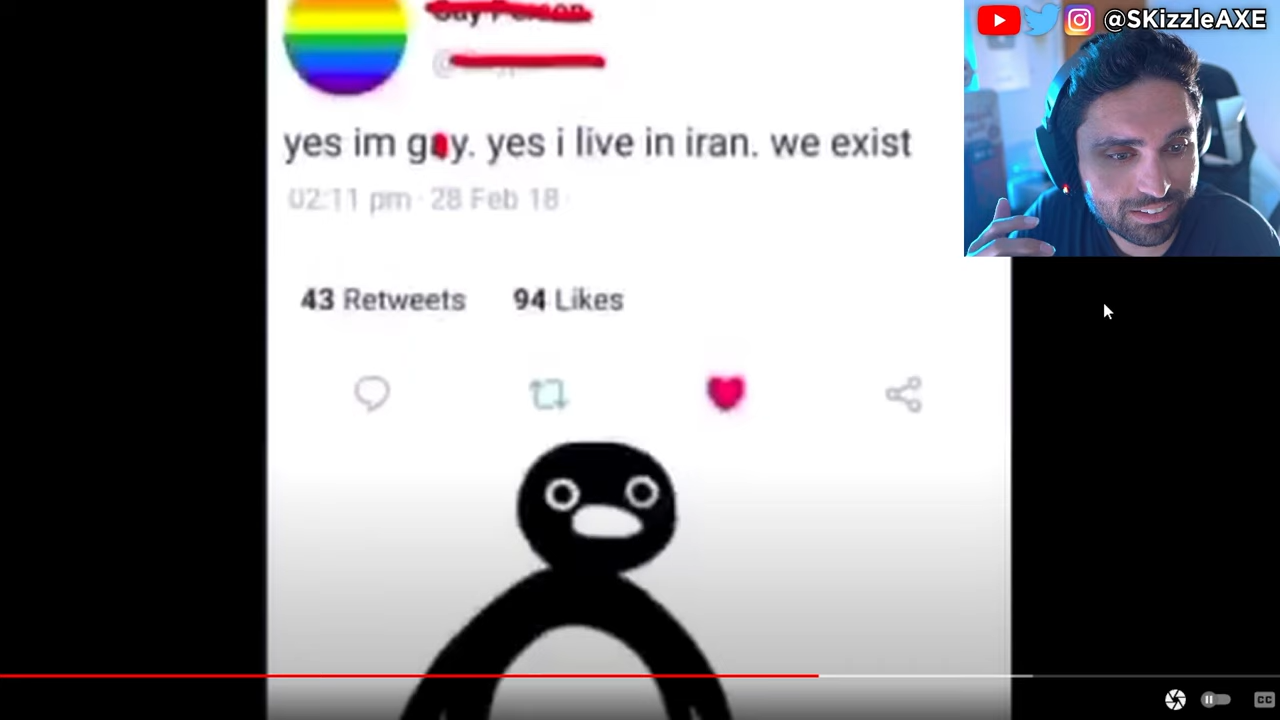 @SKizzleAXE
yes im gay. yes i live in iran. we exist
02:11 pm · 28 Feb 18
43 Retweets 94 Likes
CC